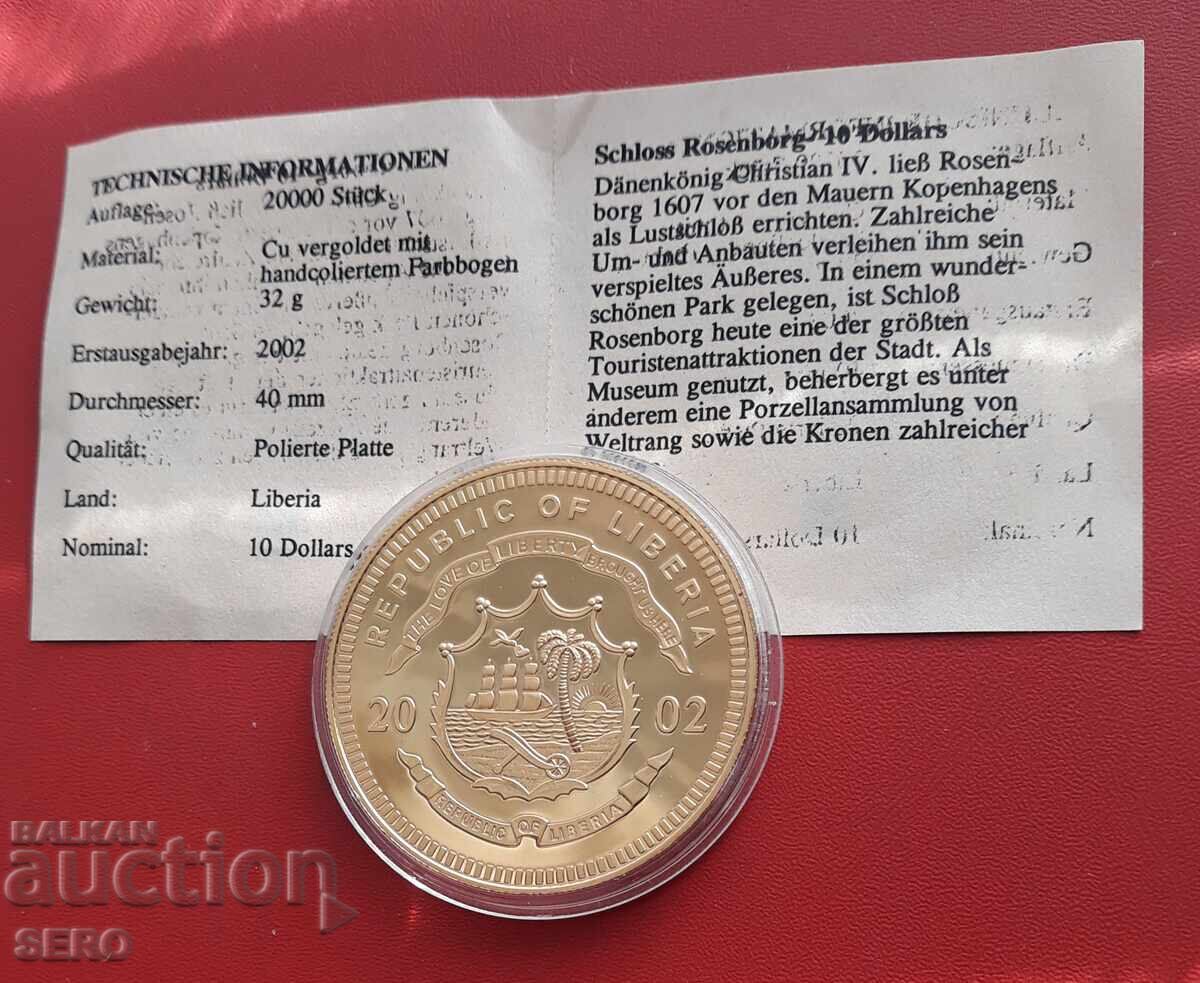 TECHNISCHE INFORMATIONEN
Auflage: 20000 Stück
Material: Cu vergoldet mit
handcoliertem Farbbogen
Gewicht: 32 g
Erstausgabejahr: 2002
Durchmesser: 40 mm
Qualität: Polierte Platte
Land: Liberia
Nominal: 10 Dollars
Schloss Rosenborg 10 Dollars
Dänenkönig Christian IV. ließ Rosen-
borg 1607 vor den Mauern Kopenhagens
als Lustschloß errichten. Zahlreiche
Um- und Anbauten verleihen ihm sein
verspieltes Äußeres. In einem wunder-
schönen Park gelegen, ist Schloß
Rosenborg heute eine der größten
Touristenattraktionen der Stadt. Als
Museum genutzt, beherbergt es unter
anderem eine Porzellansammlung von
Weltrang sowie die Kronen zahlreicher
REPUBLIC OF LIBERIA
THE LOVE OF LIBERTY BROUGHT US HERE
20 02
REPUBLIC OF LIBERIA
BALKAN
auction
SERO